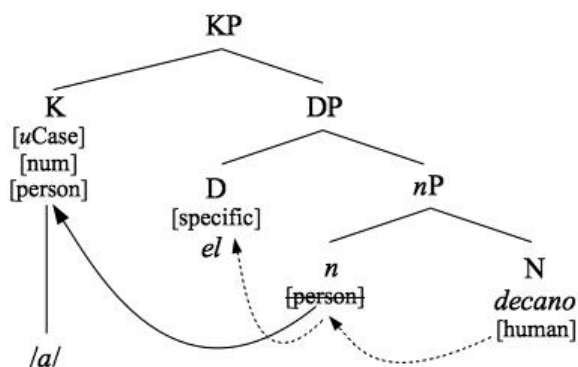 KP
K DP
[uCase]
[num]
[person]
D nP
[specific]
el
n N
[person] decano
[human]
/a/